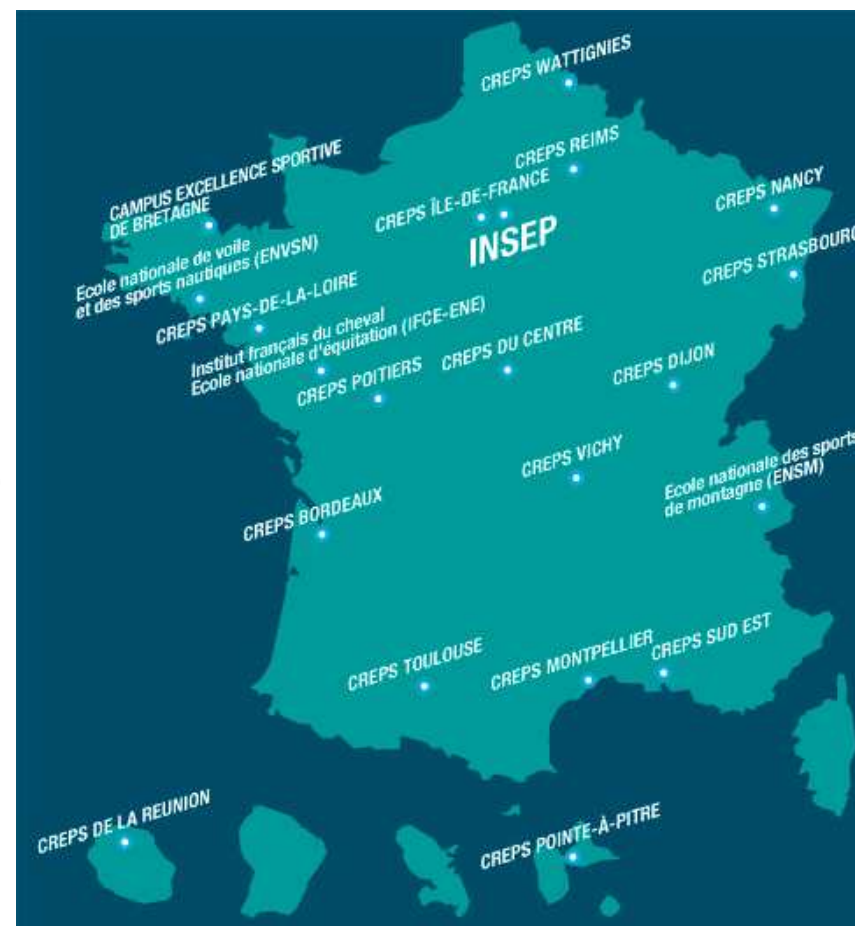 CREPS WATTIGNIES
CREPS REIMS
CAMPUS EXCELLENCE SPORTIVE
DE BRETAGNE
CREPS ÎLE-DE-FRANCE
INSEP
CREPS NANCY
CREPS STRASBOURG
Ecole nationale de voile
et des sports nautiques (ENVSN)
CREPS PAYS-DE-LA-LOIRE
Institut français du cheval
Ecole nationale d'équitation (IFCE-ENE)
CREPS POITIERS
CREPS DU CENTRE
CREPS DIJON
CREPS VICHY
Ecole nationale des sports
de montagne (ENSM)
CREPS BORDEAUX
CREPS TOULOUSE
CREPS MONTPELLIER
CREPS SUD EST
CREPS DE LA REUNION
CREPS POINTE-À-PITRE